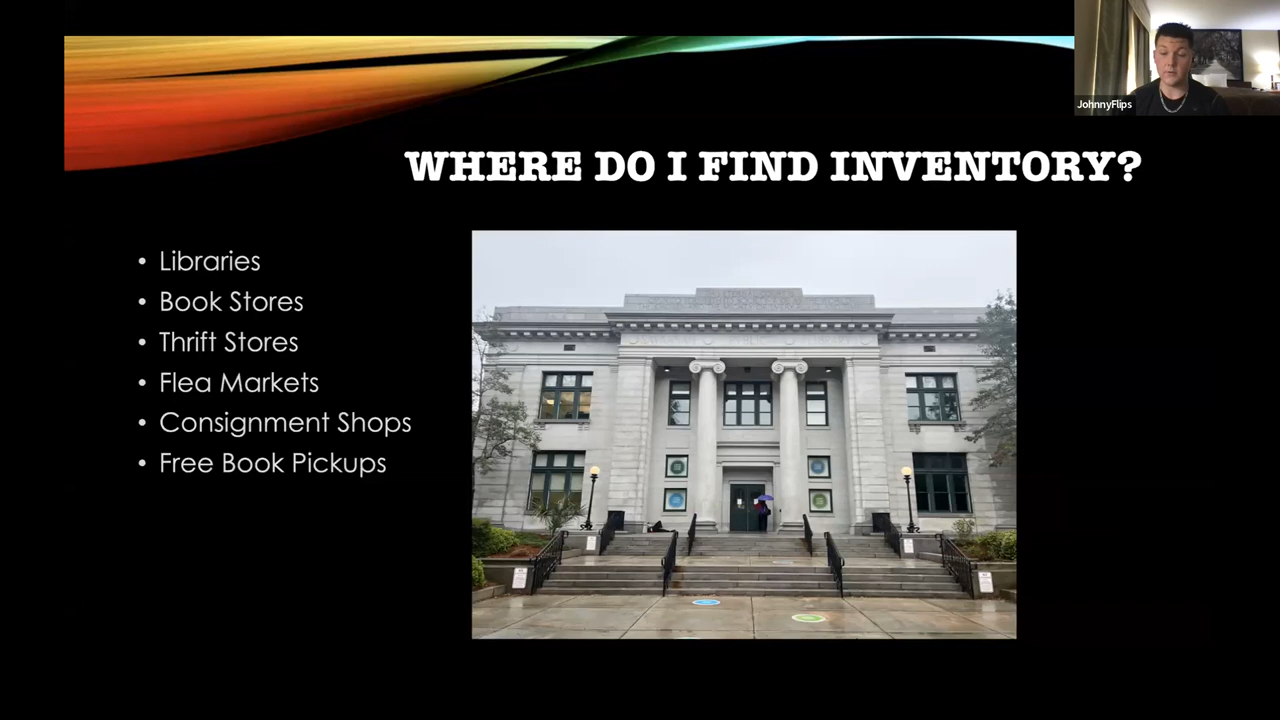 JohnnyFlips
WHERE DO I FIND INVENTORY?
• Libraries
• Book Stores
• Thrift Stores
• Flea Markets
• Consignment Shops
• Free Book Pickups